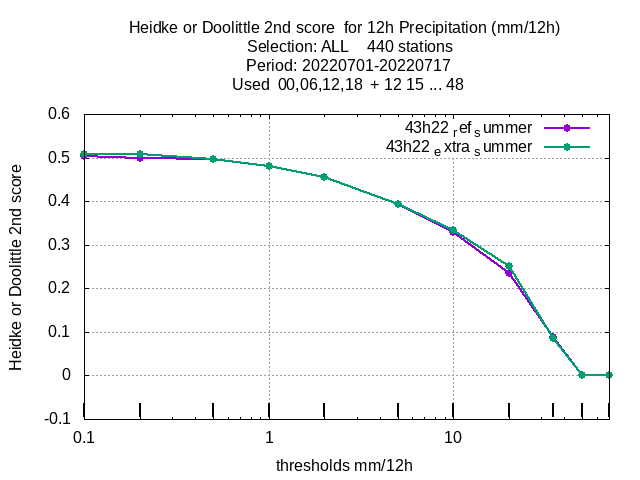 Heidke or Doolittle 2nd score  for 12h Precipitation (mm/12h)
Selection: ALL    440 stations
Period: 20220701-20220717
Used  00,06,12,18  + 12 15 ... 48
43h22 ref summer
43h22 extra summer
0.6
0.5
0.4
0.3
0.2
0.1
0
-0.1
Heidke or Doolittle 2nd score
0.1
1
10
thresholds mm/12h